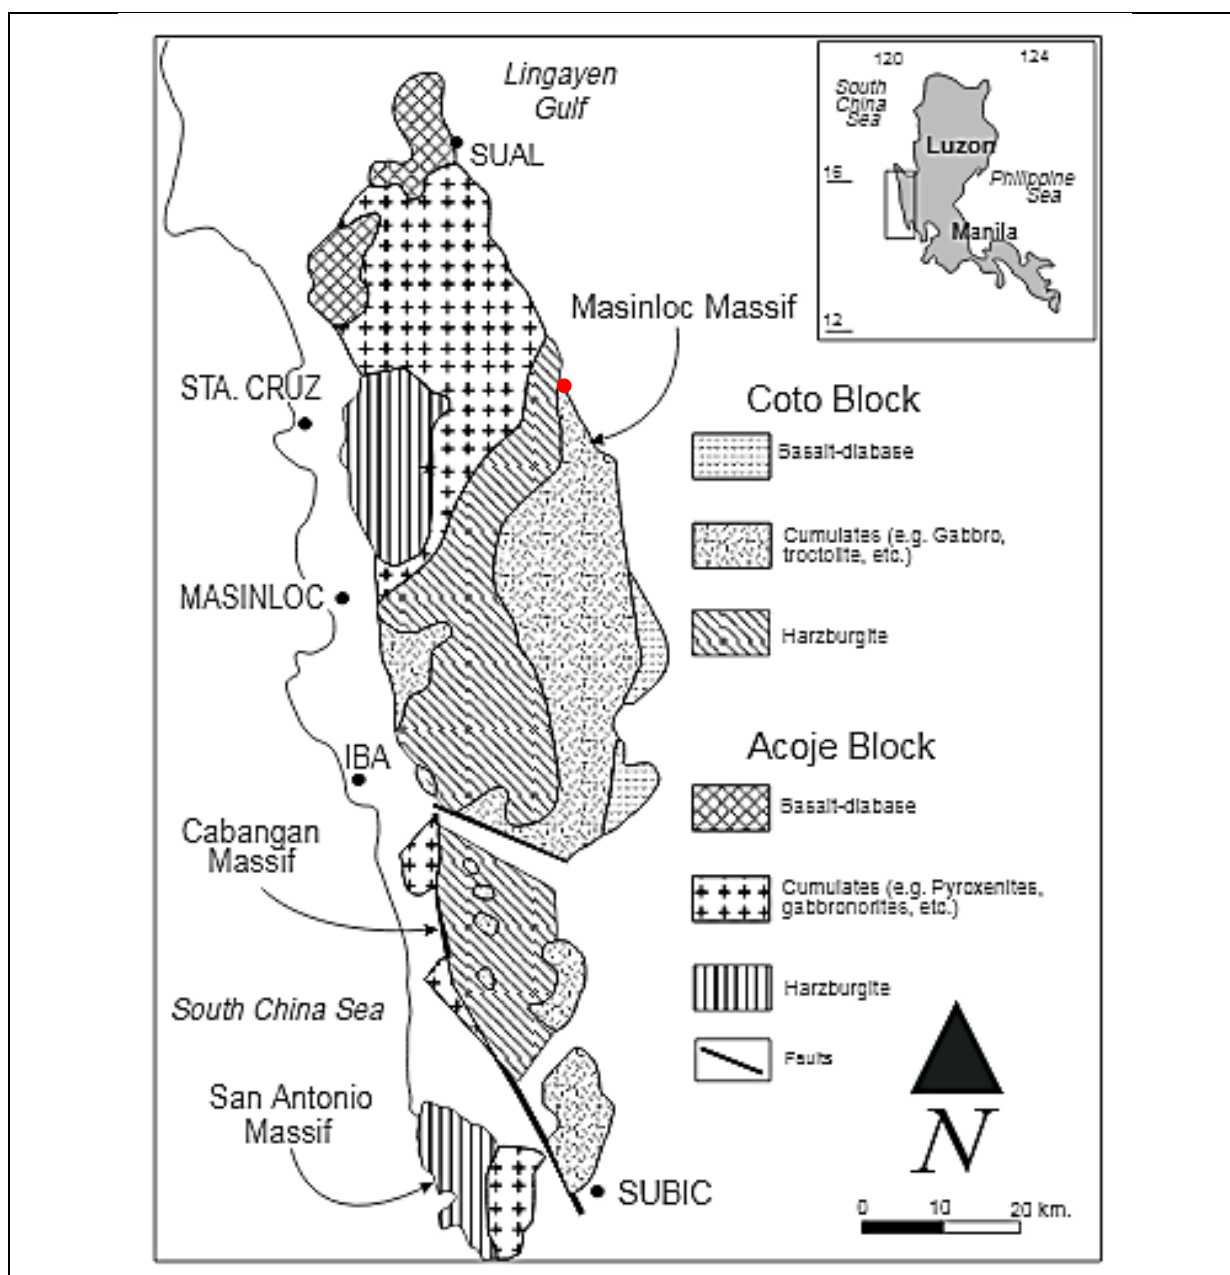 Lingayen
Gulf
SUAL
120
124
South
China
Sea
Luzon
16
Philippine
Sea
Manila
12
Masinloc Massif
STA. CRUZ
MASINLOC
IBA
Cabangan
Massif
South China Sea
San Antonio
Massif
SUBIC
Coto Block
Basalt-diabase
Cumulates (e.g. Gabbro,
troctolite, etc.)
Harzburgite
Acoje Block
Basalt-diabase
Cumulates (e.g. Pyroxenites,
gabbronorites, etc.)
Harzburgite
Faults
N
0 10 20 km.